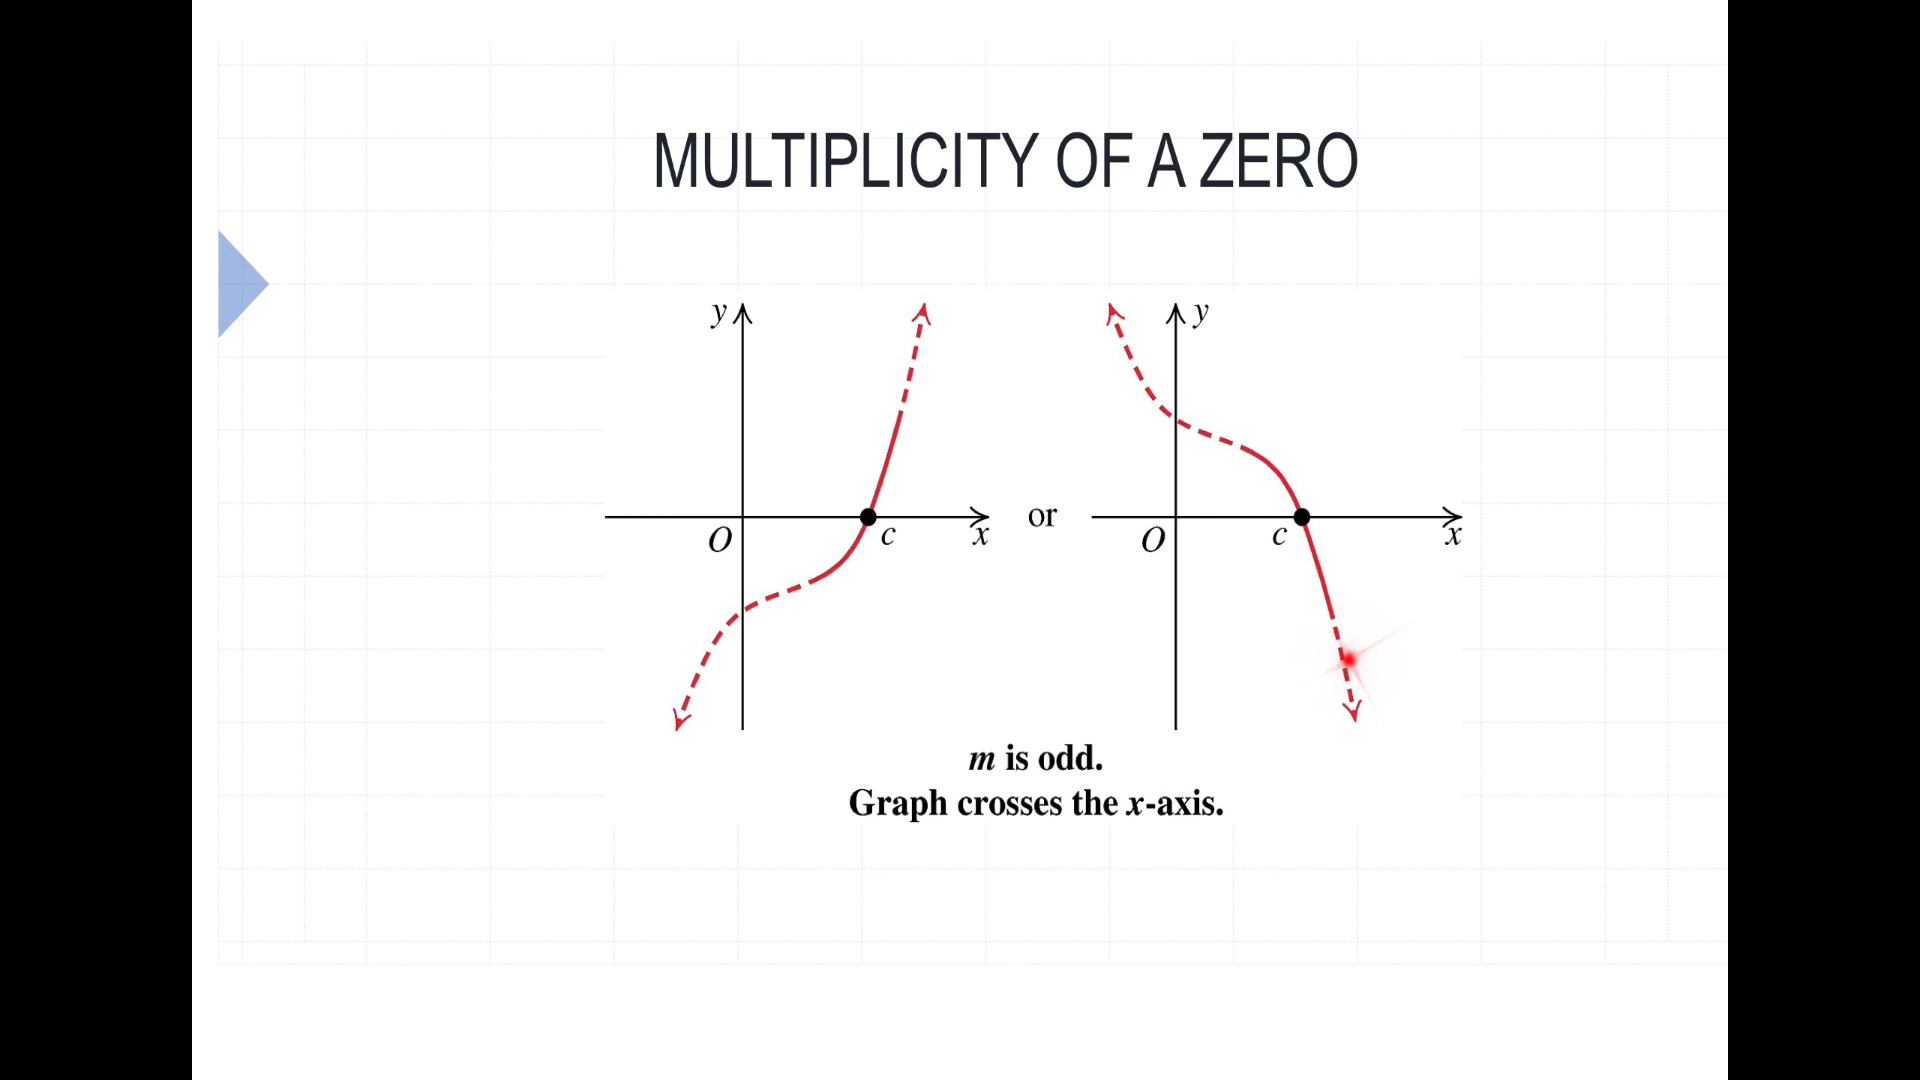 MULTIPLICITY OF A ZERO
y
y
O
c
x
or
O
c
x
m is odd.
Graph crosses the x-axis.